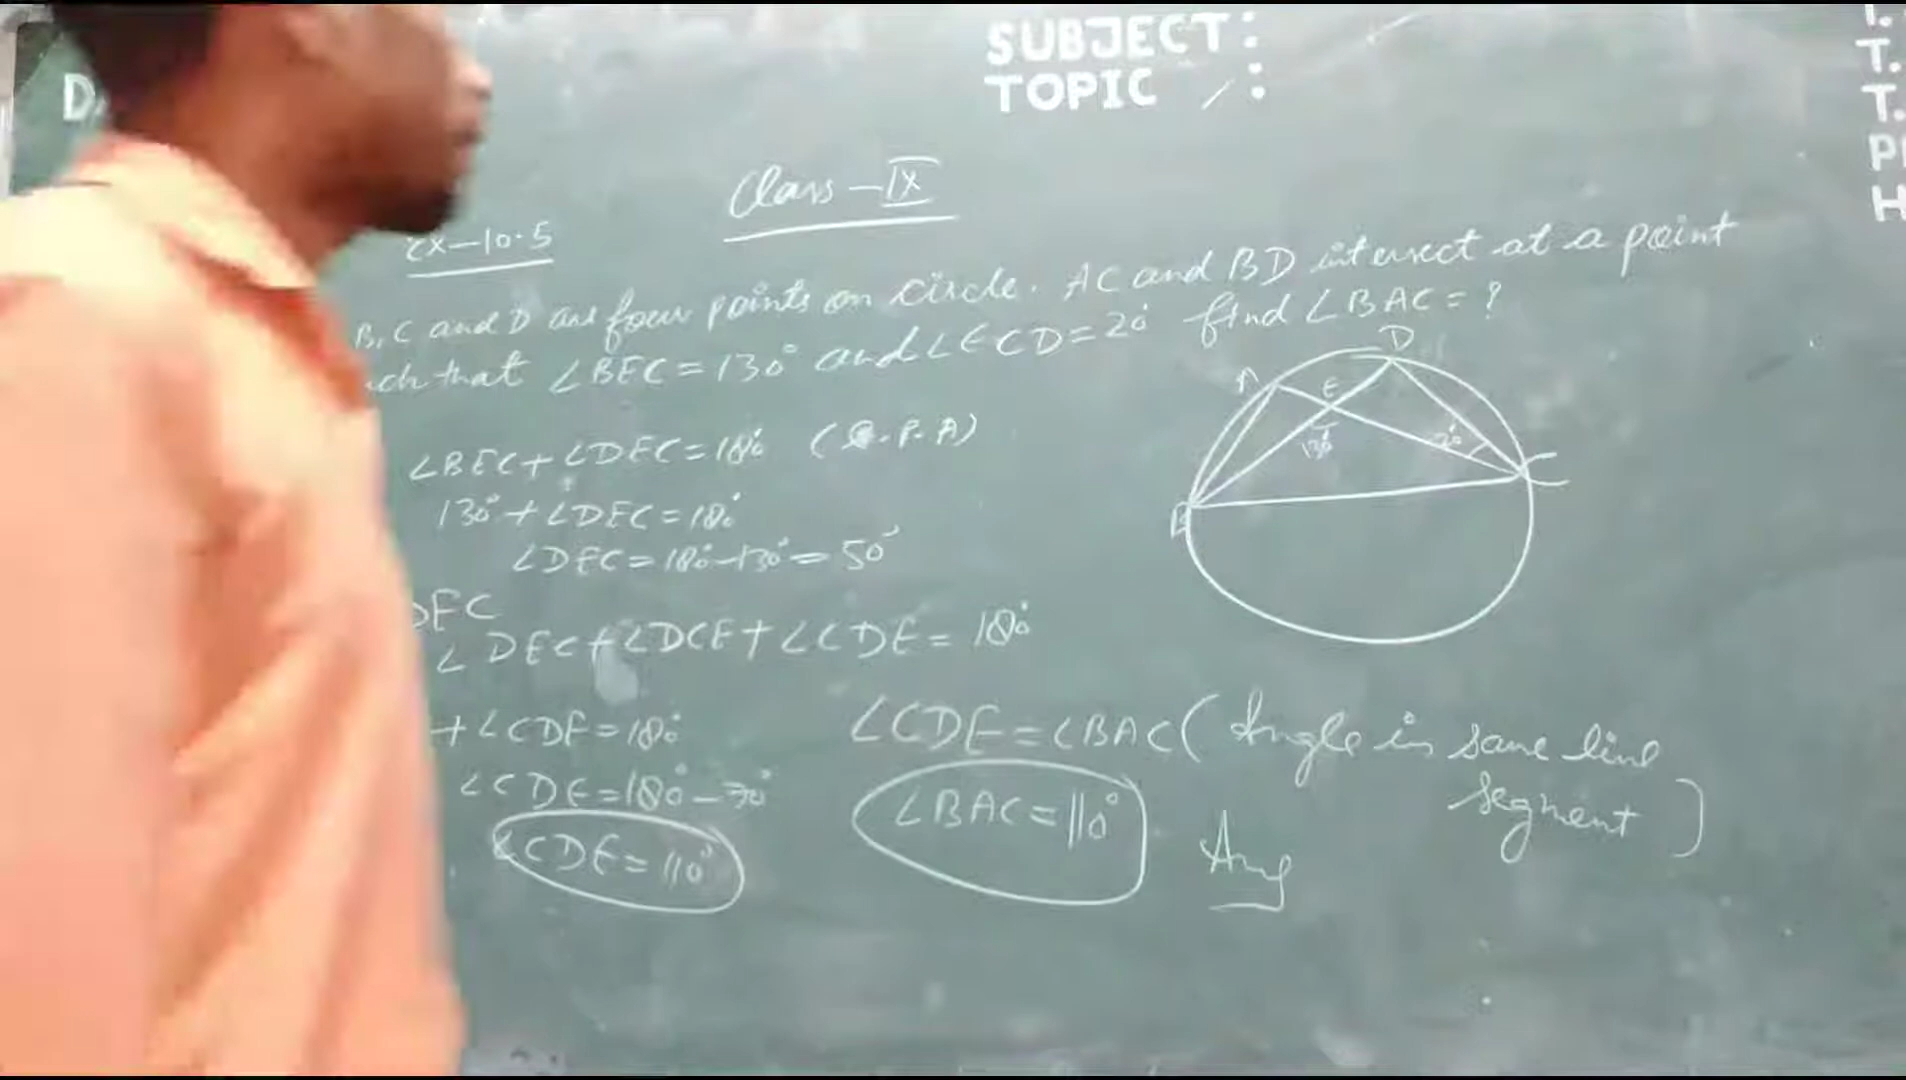 SUBJECT:
TOPIC :
Class - IX
EX-10.5
B, C and D are four points on circle. AC and BD intersect at a point
such that ∠BEC = 130° and ∠ECD = 20° find ∠BAC = ?
∠BEC + ∠DEC = 180° (L.P.A)
130° + ∠DEC = 180°
∠DEC = 180° - 130° = 50°
DEC
∠DEC + ∠DCE + ∠CDE = 180°
+ ∠CDE = 180°
∠CDE = 180° - 70°
∠CDE = 110°
∠CDE = ∠BAC (Angle in same line
segment)
∠BAC = 110° Ans
A
E
D
130°
20°
B
C
T.
T.
H